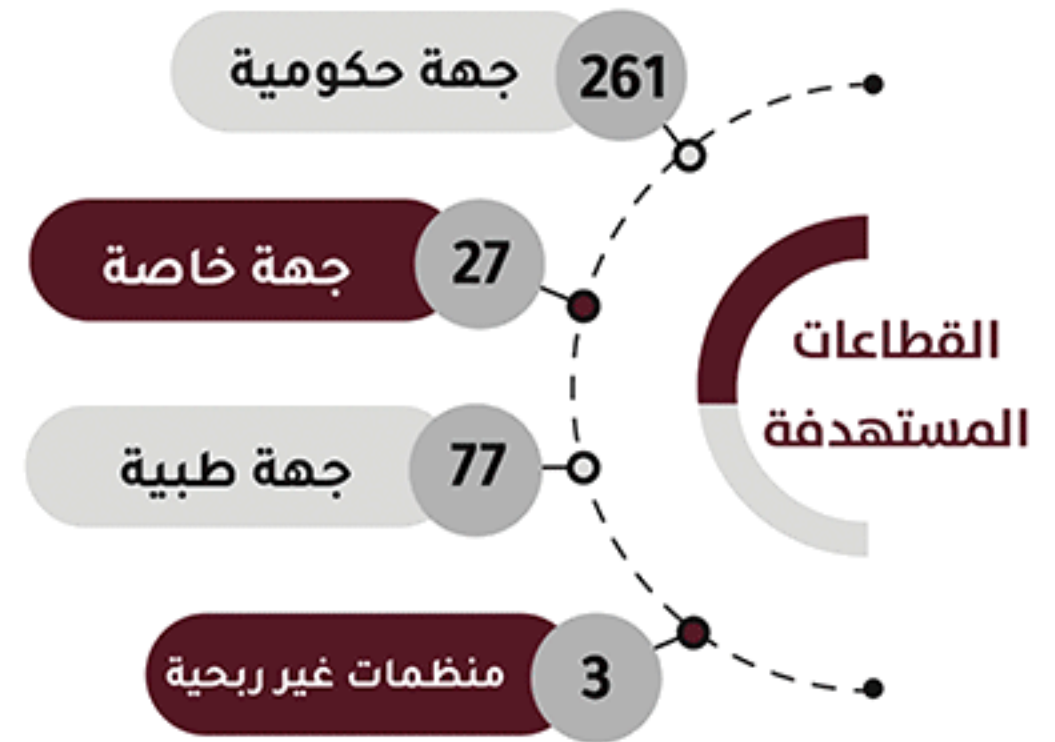 القطاعات
المستهدفة
261
جهة حكومية
27
جهة خاصة
77
جهة طبية
3
منظمات غير ربحية